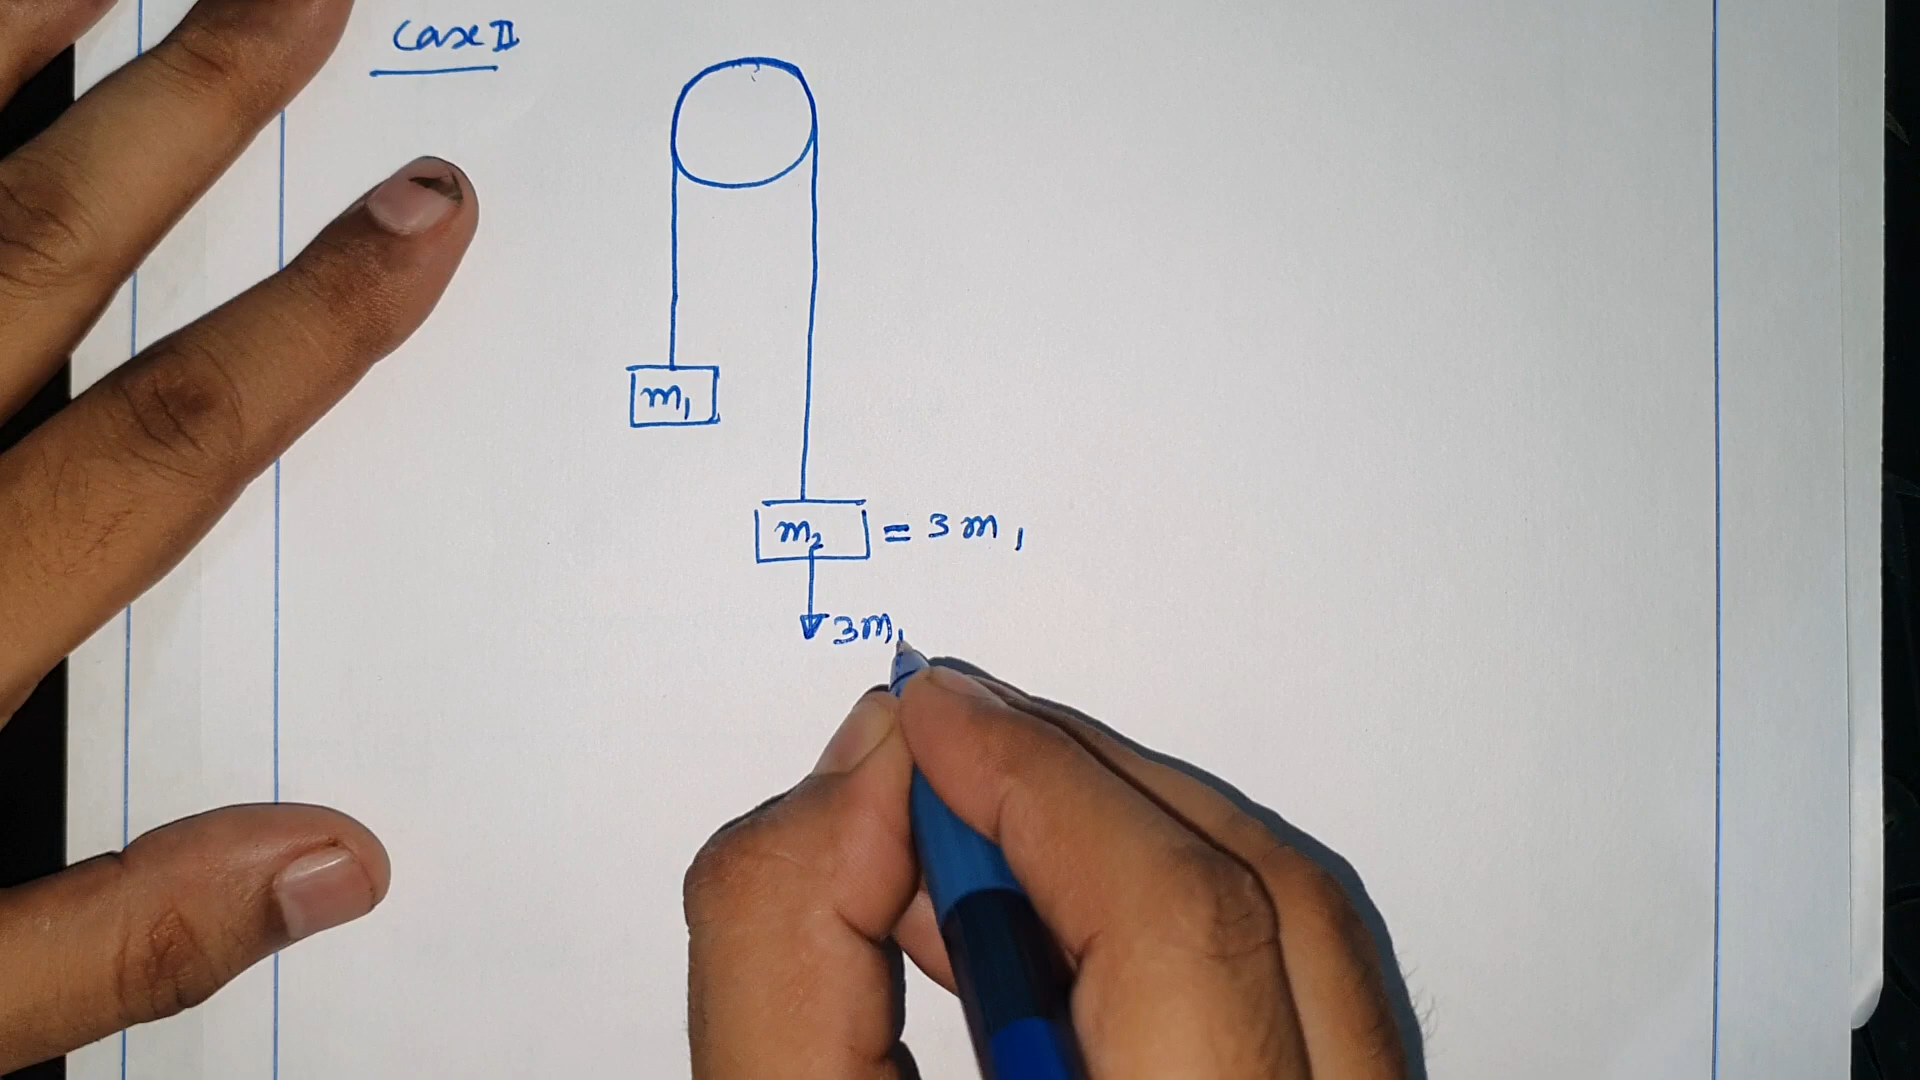 Case II
m₁
m₂ = 3m₁
3m₁